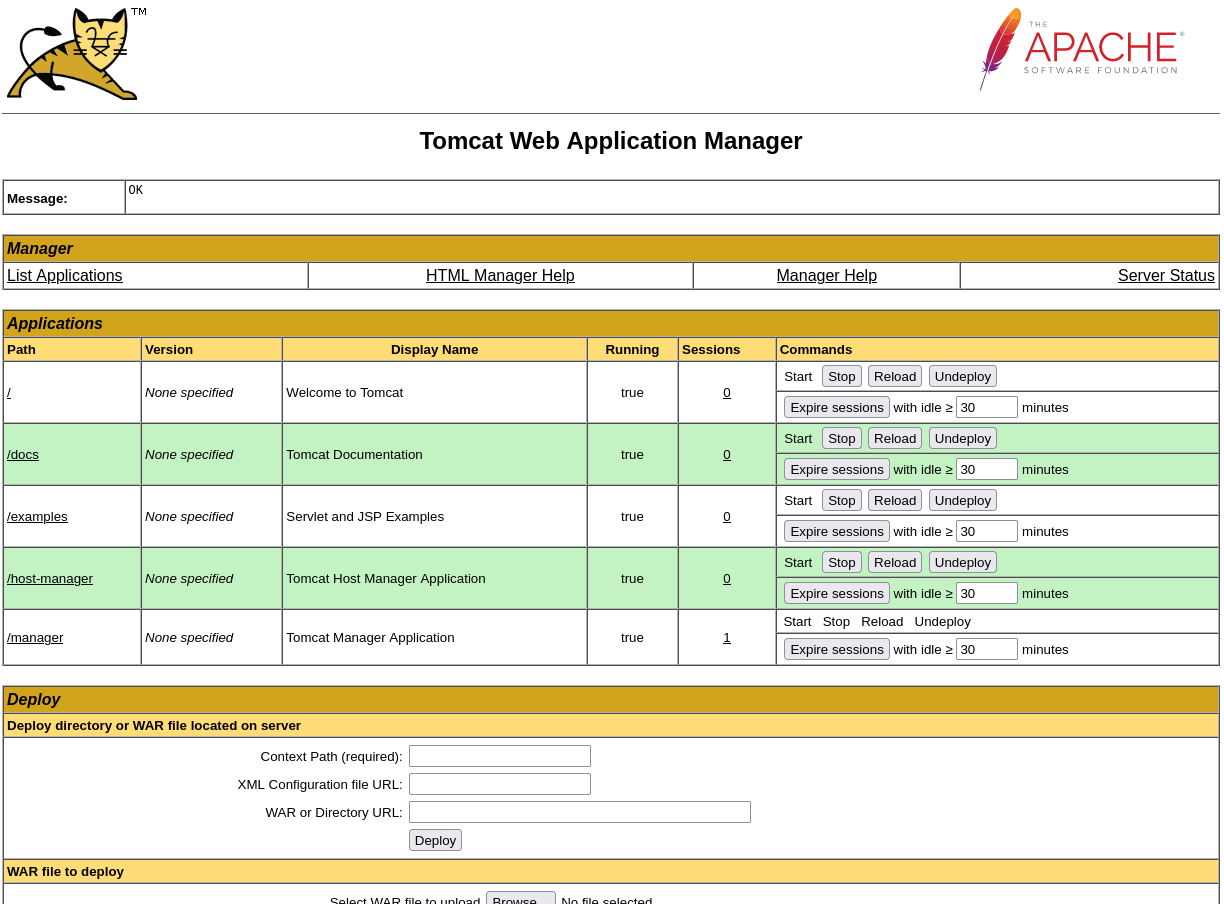 TM
THE
APACHE®
SOFTWARE FOUNDATION
Tomcat Web Application Manager
Message: OK
Manager
List Applications HTML Manager Help Manager Help Server Status
Applications
Path Version Display Name Running Sessions Commands
/ None specified Welcome to Tomcat true 0 Start Stop Reload Undeploy
Expire sessions with idle ≥ 30 minutes
/docs None specified Tomcat Documentation true 0 Start Stop Reload Undeploy
Expire sessions with idle ≥ 30 minutes
/examples None specified Servlet and JSP Examples true 0 Start Stop Reload Undeploy
Expire sessions with idle ≥ 30 minutes
/host-manager None specified Tomcat Host Manager Application true 0 Start Stop Reload Undeploy
Expire sessions with idle ≥ 30 minutes
/manager None specified Tomcat Manager Application true 1 Start Stop Reload Undeploy
Expire sessions with idle ≥ 30 minutes
Deploy
Deploy directory or WAR file located on server
Context Path (required):
XML Configuration file URL:
WAR or Directory URL:
Deploy
WAR file to deploy
Select WAR file to upload Browse... No file selected.